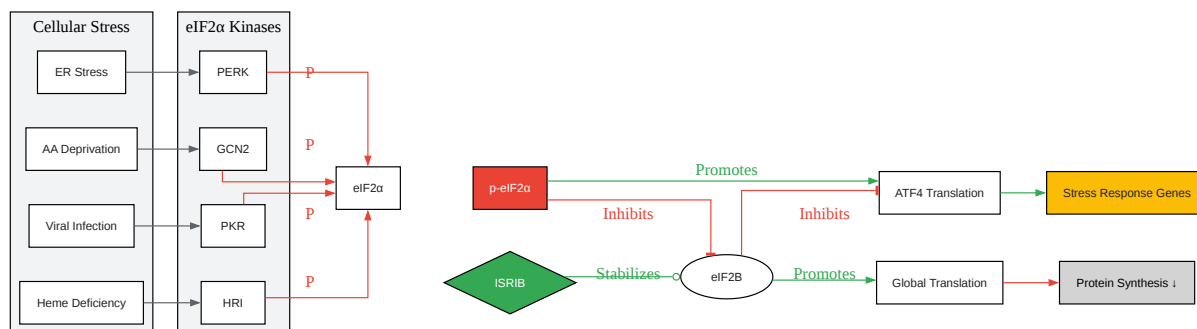 Cellular Stress
eIF2α Kinases
ER Stress
PERK
P
AA Deprivation
GCN2
P
eIF2α
Viral Infection
PKR
P
Heme Deficiency
HRI
P
p-eIF2α
Promotes
ATF4 Translation
Stress Response Genes
Inhibits
Inhibits
ISRIB
Stabilizes
eIF2B
Promotes
Global Translation
Protein Synthesis ↓